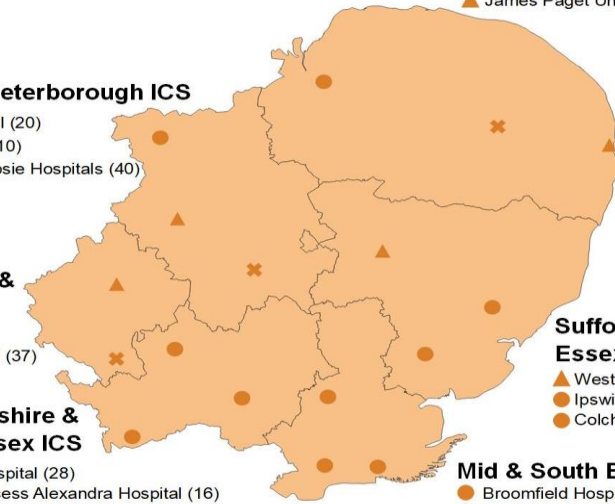 James Paget Un
eterborough ICS
l (20)
10)
osie Hospitals (40)
&
(37)
shire &
sex ICS
spital (28)
ess Alexandra Hospital (16)
Suffo
Esse
West
Ipswi
Colch
Mid & South E
Broomfield Hosp